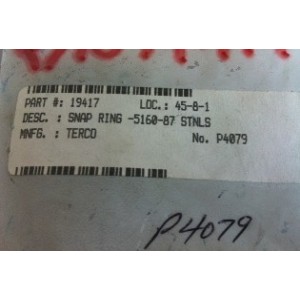 PART #: 19417 LOC.: 45-8-1
DESC. : SNAP RING -5160-87 STNLS
MNFG. : TERCO No. P4079
P4079